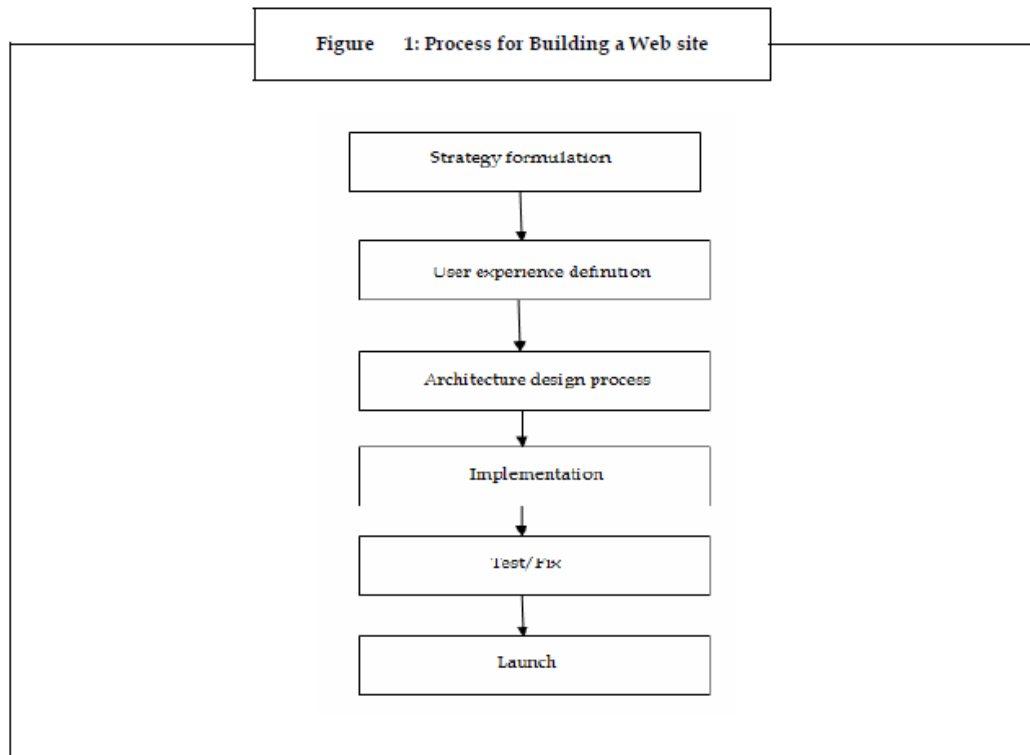 Figure 1: Process for Building a Web site
Strategy formulation
User experience definition
Architecture design process
Implementation
Test/Fix
Launch